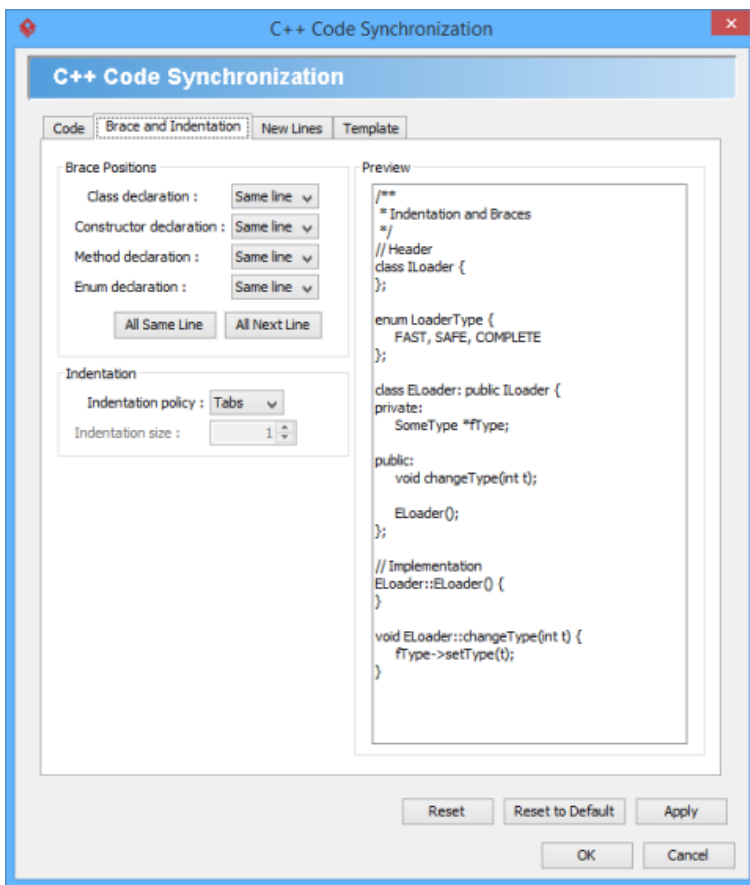 C++ Code Synchronization
C++ Code Synchronization
Code Brace and Indentation New Lines Template
Brace Positions
Class declaration : Same line
Constructor declaration : Same line
Method declaration : Same line
Enum declaration : Same line
All Same Line All Next Line
Indentation
Indentation policy : Tabs
Indentation size : 1
Preview
/**
* Indentation and Braces
*/
// Header
class ILoader {
};
enum LoaderType {
FAST, SAFE, COMPLETE
};
class ELoader: public ILoader {
private:
SomeType *fType;
public:
void changeType(int t);
ELoader();
};
// Implementation
ELoader::ELoader() {
}
void ELoader::changeType(int t) {
fType->setType(t);
}
Reset Reset to Default Apply
OK Cancel